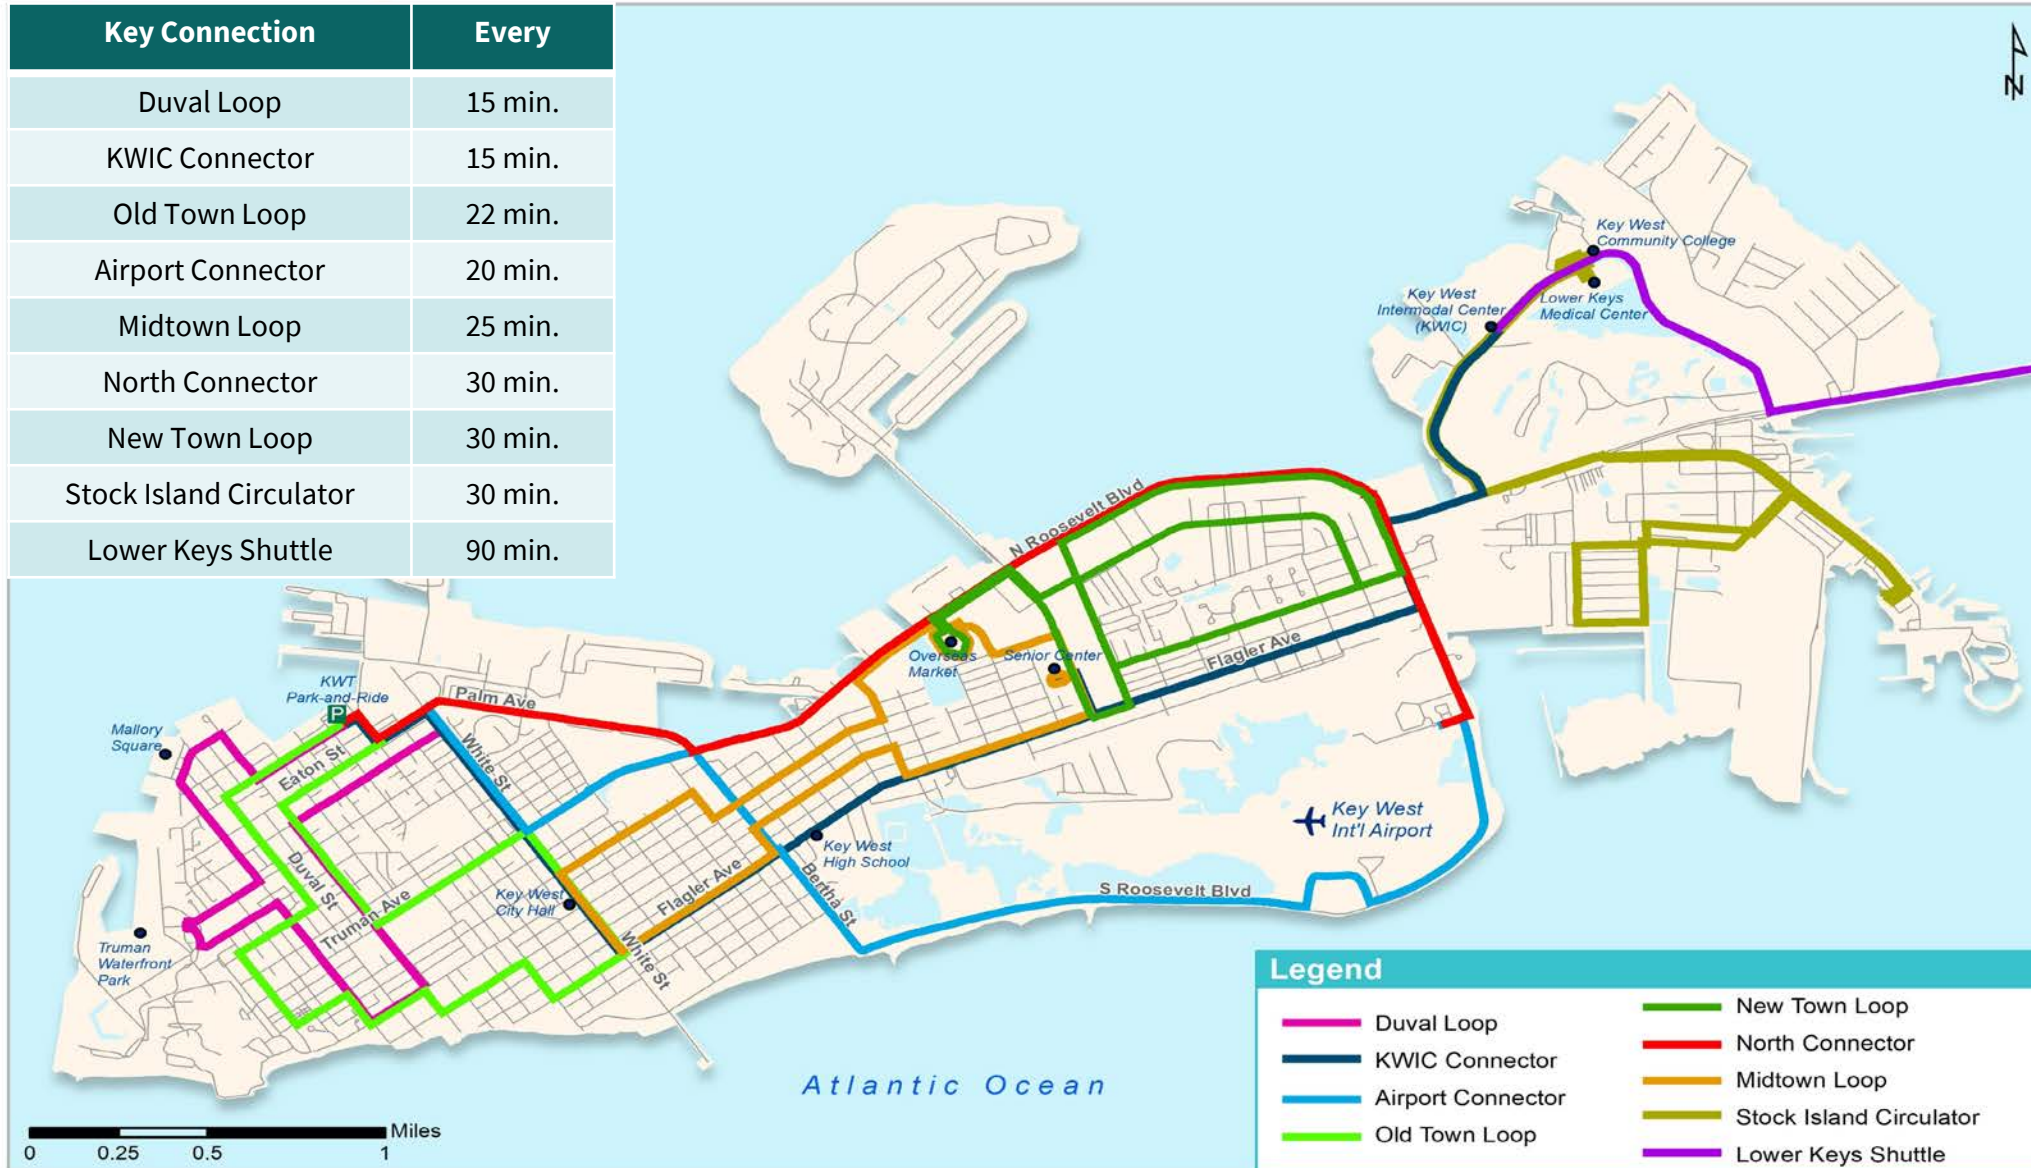 Key Connection Every
Duval Loop 15 min.
KWIC Connector 15 min.
Old Town Loop 22 min.
Airport Connector 20 min.
Midtown Loop 25 min.
North Connector 30 min.
New Town Loop 30 min.
Stock Island Circulator 30 min.
Lower Keys Shuttle 90 min.
N
Key West
Community College
Key West
Intermodal Center
(KWIC)
Lower Keys
Medical Center
N Roosevelt Blvd
Overseas
Market
Senior Center
Flagler Ave
KWT
Park-and-Ride
P
Palm Ave
Mallory
Square
Eaton St
White St
Key West
Int'l Airport
Key West
High School
Duval St
Truman Ave
Key West
City Hall
Flagler Ave
Bertha St
S Roosevelt Blvd
White St
Truman
Waterfront
Park
Atlantic Ocean
Miles
0 0.25 0.5 1
Legend
Duval Loop
KWIC Connector
Airport Connector
Old Town Loop
New Town Loop
North Connector
Midtown Loop
Stock Island Circulator
Lower Keys Shuttle